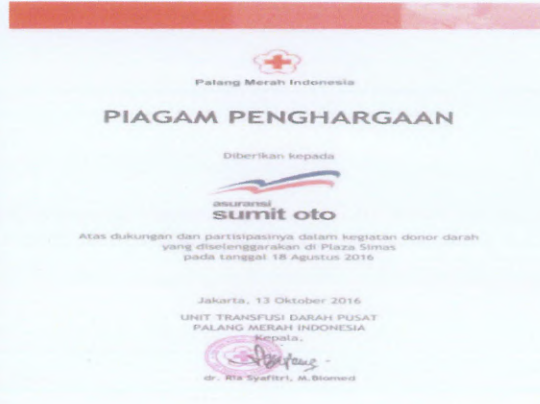 Palang Merah Indonesia
PIAGAM PENGHARGAAN
Diberikan kepada
asuransi
sumit oto
Atas dukungan dan partisipasinya dalam kegiatan donor darah
yang diselenggarakan di Plaza Simas
pada tanggal 18 Agustus 2016
Jakarta, 13 Oktober 2016
UNIT TRANSFUSI DARAH PUSAT
PALANG MERAH INDONESIA
Kepala,
dr. Ria Syafitri, M.Biomed